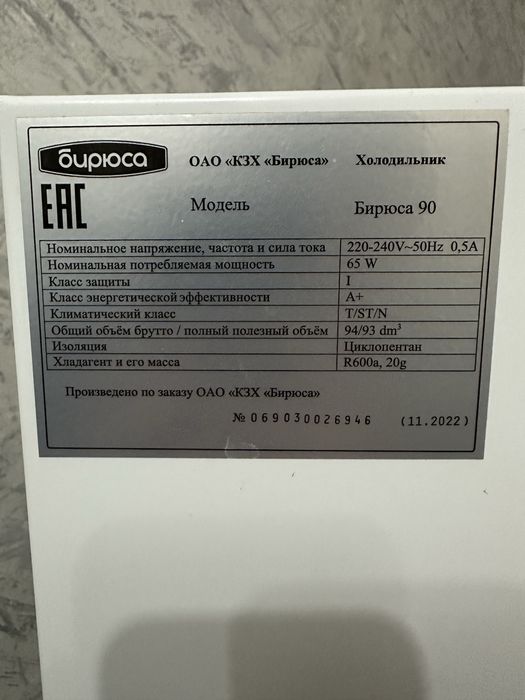 бирюса ОАО «КЗХ «Бирюса» Холодильник
EAC Модель Бирюса 90
Номинальное напряжение, частота и сила тока 220-240V~50Hz 0,5A
Номинальная потребляемая мощность 65 W
Класс защиты I
Класс энергетической эффективности A+
Климатический класс T/ST/N
Общий объём брутто / полный полезный объём 94/93 dm³
Изоляция Циклопентан
Хладагент и его масса R600a, 20g
Произведено по заказу ОАО «КЗХ «Бирюса»
№ 069030026946 (11.2022)